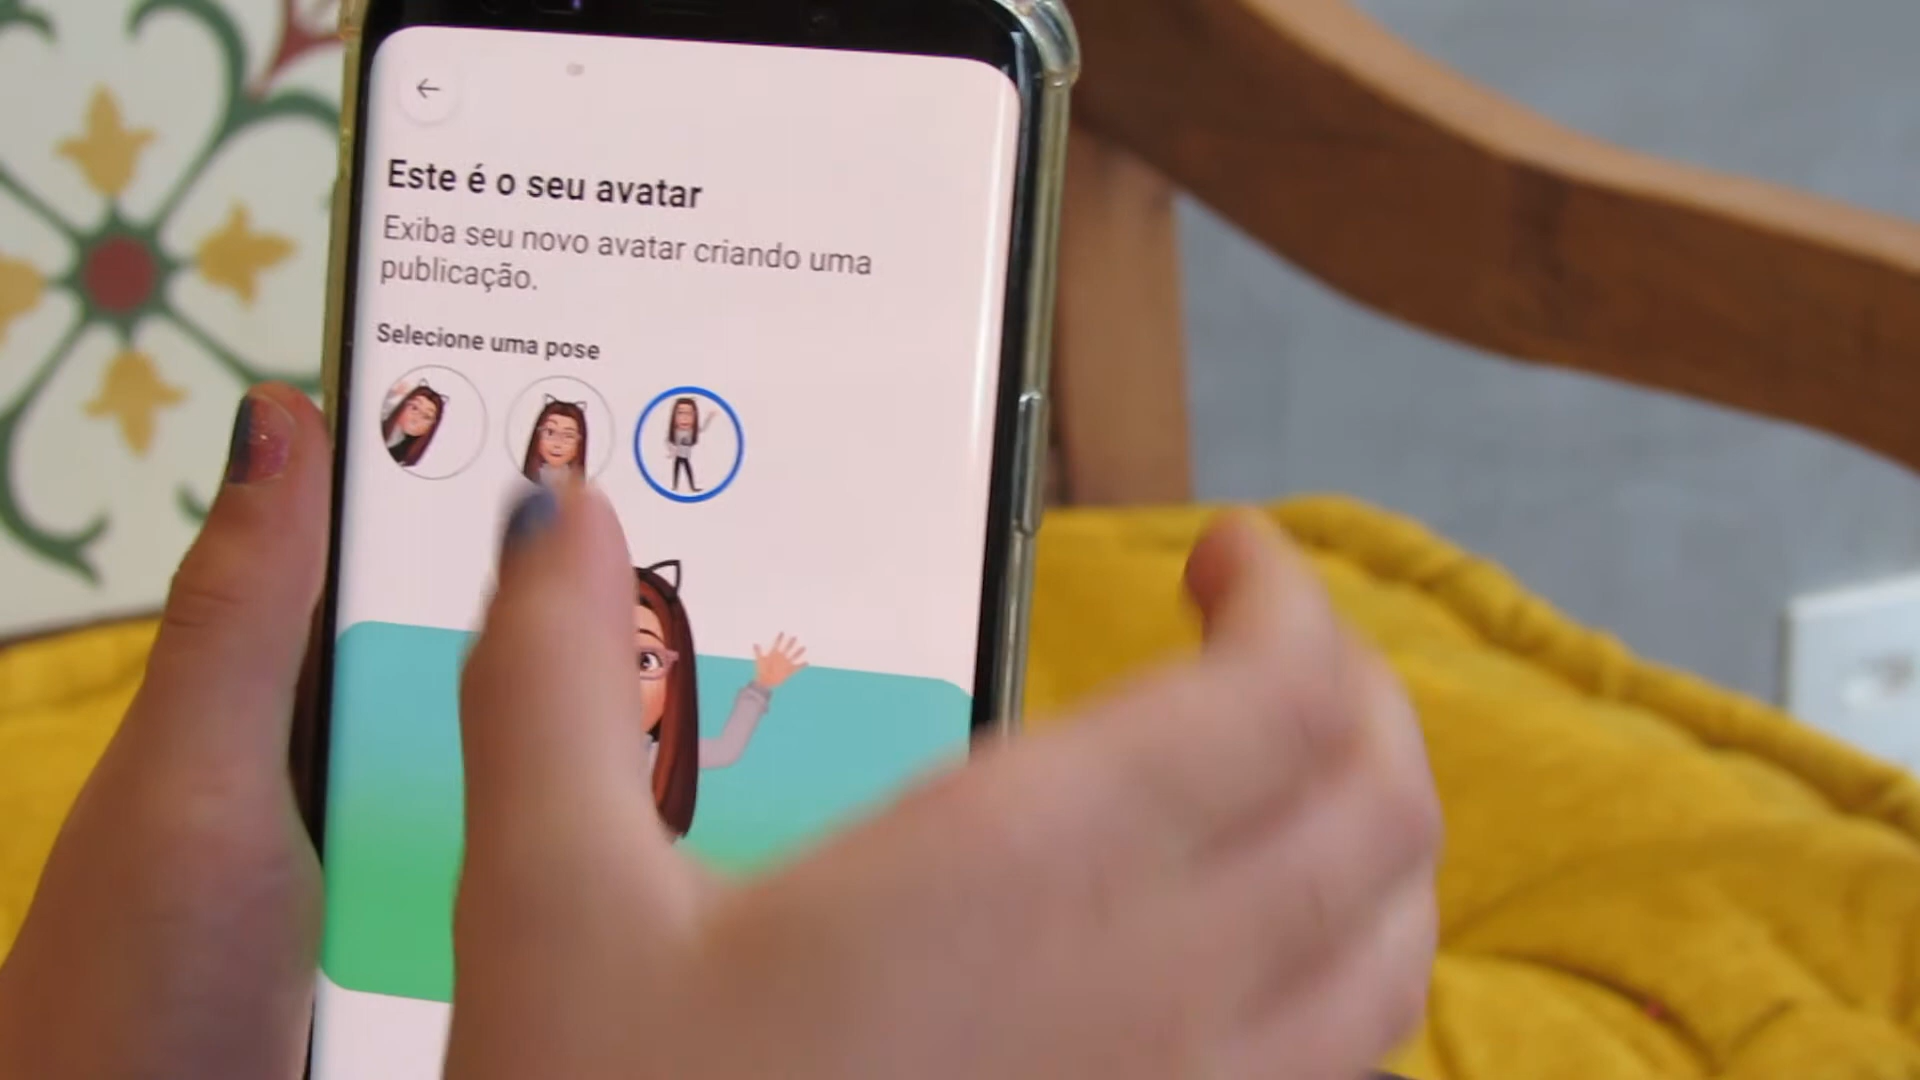 Este é o seu avatar
Exiba seu novo avatar criando uma
publicação.
Selecione uma pose